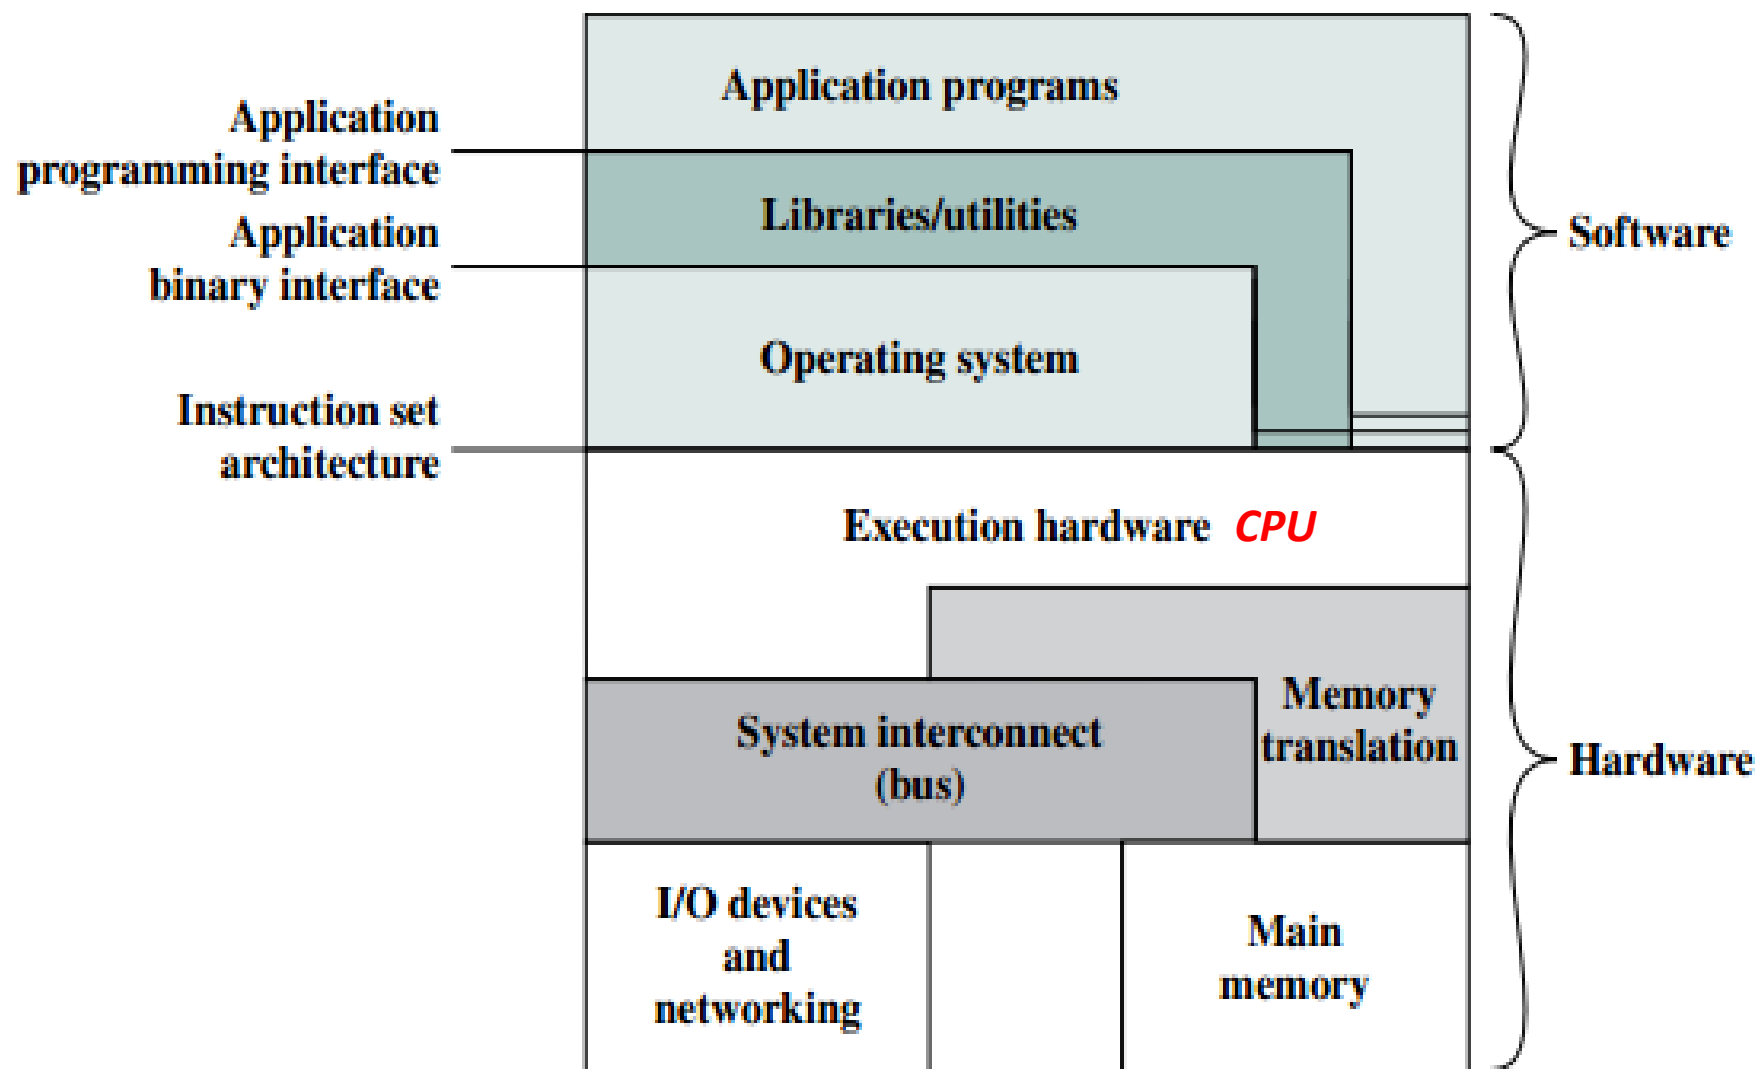 Application programs
Application
programming interface
Libraries/utilities
Application
binary interface
Software
Operating system
Instruction set
architecture
Execution hardware CPU
Memory
translation
System interconnect
(bus)
Hardware
I/O devices
and
networking
Main
memory